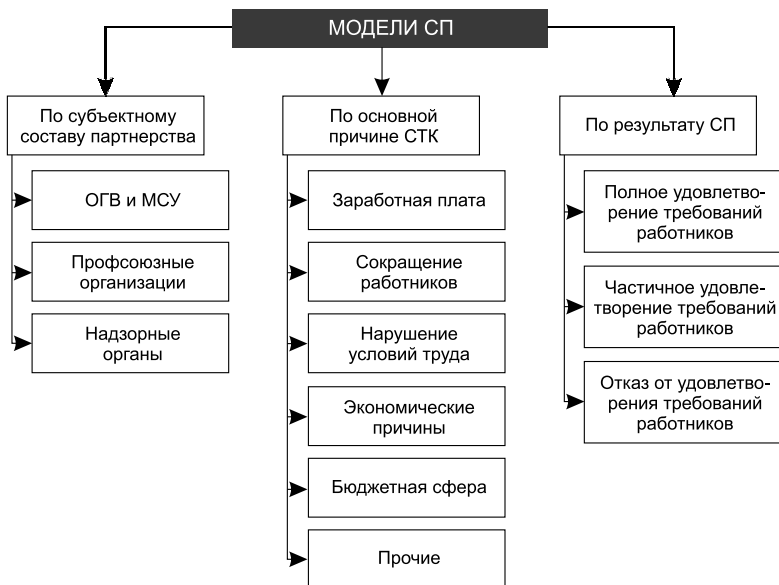 МОДЕЛИ СП
По субъектному
составу партнерства
ОГВ и МСУ
Профсоюзные
организации
Надзорные
органы
По основной
причине СТК
Заработная плата
Сокращение
работников
Нарушение
условий труда
Экономические
причины
Бюджетная сфера
Прочие
По результату СП
Полное удовлетво-
рение требований
работников
Частичное удовле-
творение требований
работников
Отказ от удовлетво-
рения требований
работников